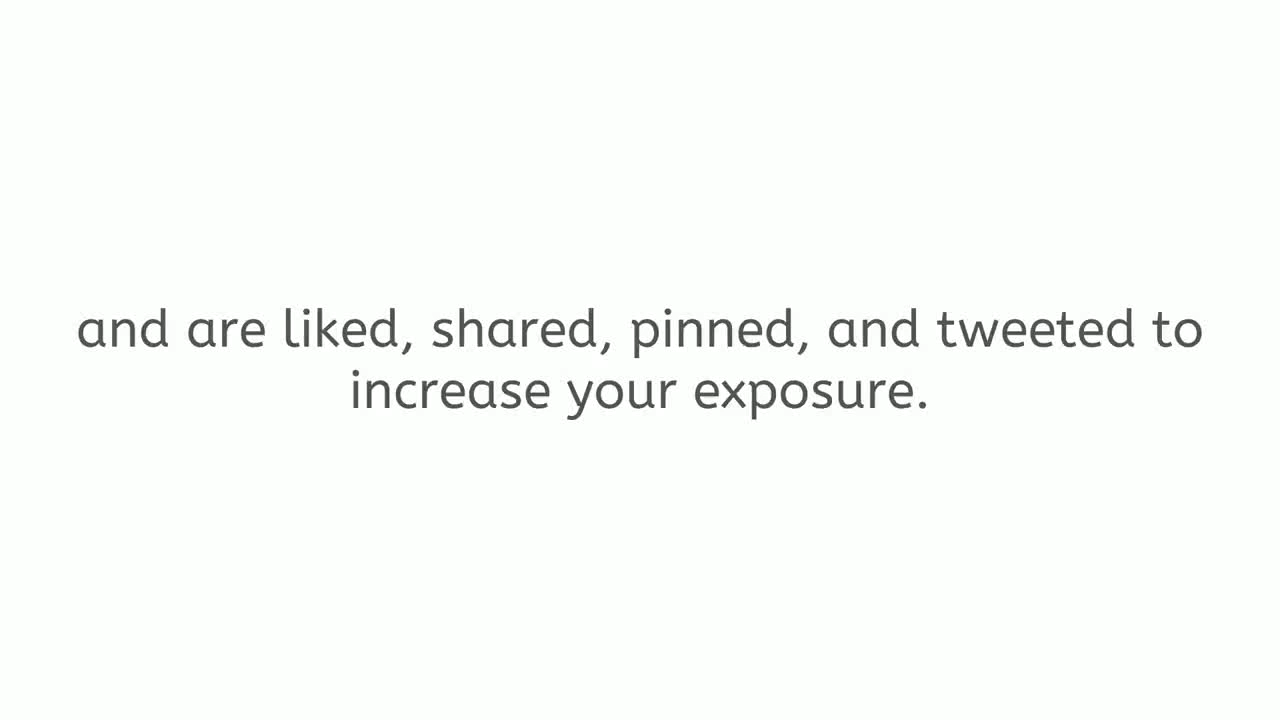 and are liked, shared, pinned, and tweeted to
increase your exposure.